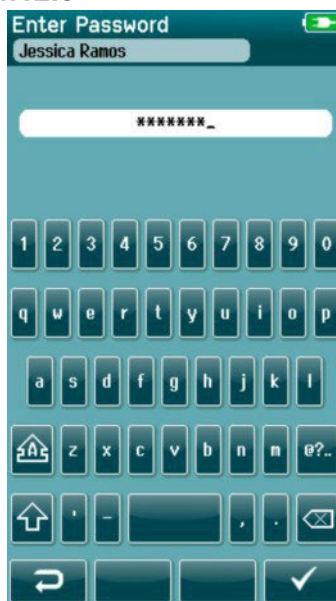 Enter Password
Jessica Ramos
*******_
1 2 3 4 5 6 7 8 9 0
q w e r t y u i o p
a s d f g h j k l
A z x c v b n m @?..
' - , .